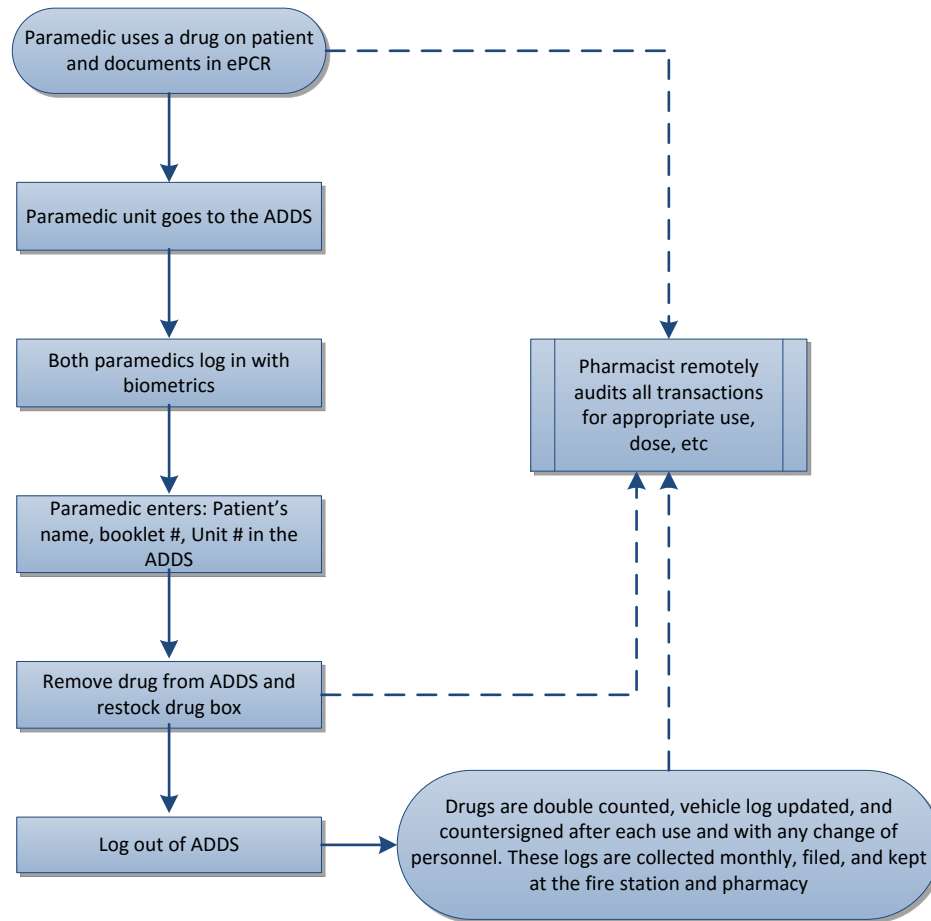 Paramedic uses a drug on patient
and documents in ePCR
Paramedic unit goes to the ADDS
Both paramedics log in with
biometrics
Pharmacist remotely
audits all transactions
for appropriate use,
dose, etc
Paramedic enters: Patient’s
name, booklet #, Unit # in the
ADDS
Remove drug from ADDS and
restock drug box
Log out of ADDS
Drugs are double counted, vehicle log updated, and
countersigned after each use and with any change of
personnel. These logs are collected monthly, filed, and kept
at the fire station and pharmacy